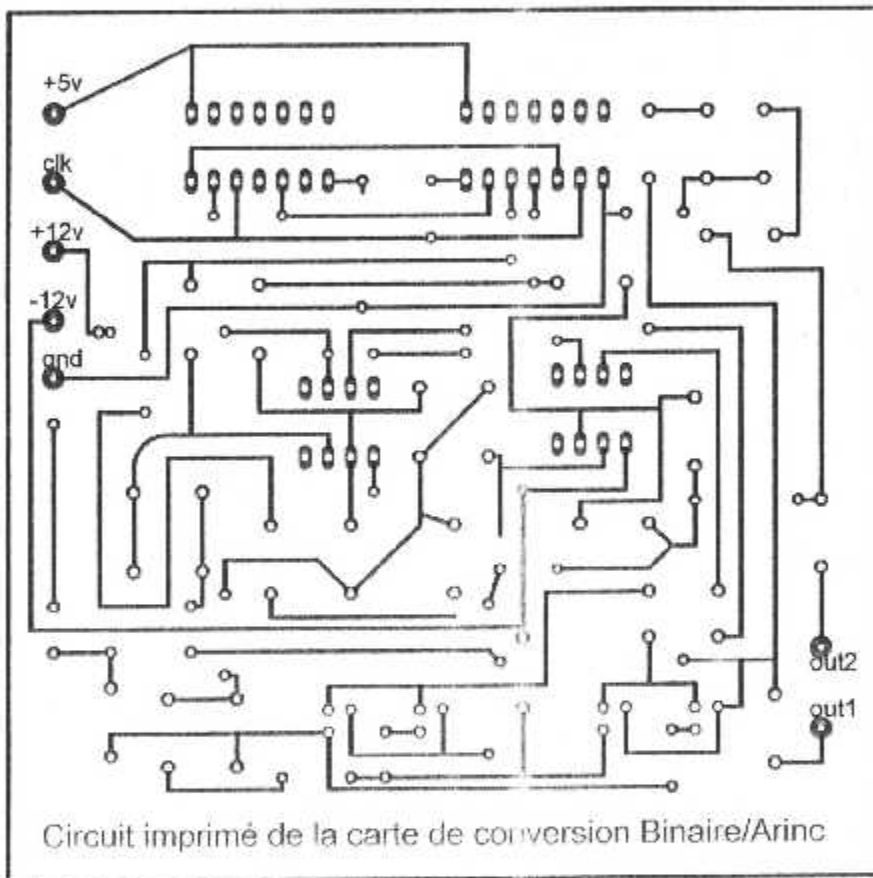 +5v
clk
+12v
-12v
gnd
out2
out1
Circuit imprimé de la carte de conversion Binaire/Arinc